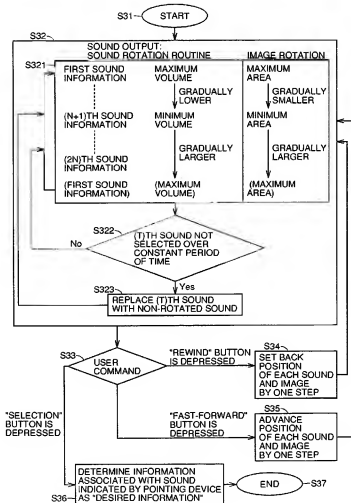 S31
START
S32
SOUND OUTPUT:
SOUND ROTATION ROUTINE
IMAGE ROTATION
S321
FIRST SOUND
INFORMATION
MAXIMUM
VOLUME
MAXIMUM
AREA
GRADUALLY
LOWER
GRADUALLY
SMALLER
(N+1)TH SOUND
INFORMATION
MINIMUM
VOLUME
MINIMUM
AREA
GRADUALLY
LARGER
GRADUALLY
LARGER
(2N)TH SOUND
INFORMATION
(FIRST SOUND
INFORMATION)
(MAXIMUM
VOLUME)
(MAXIMUM
AREA)
S322
(T)TH SOUND NOT
SELECTED OVER
CONSTANT PERIOD
OF TIME
No
Yes
S323
REPLACE (T)TH SOUND
WITH NON-ROTATED SOUND
S33
USER
COMMAND
"REWIND" BUTTON
IS DEPRESSED
S34
SET BACK
POSITION
OF EACH SOUND
AND IMAGE
BY ONE STEP
"SELECTION"
BUTTON IS
DEPRESSED
"FAST-FORWARD"
BUTTON IS
DEPRESSED
S35
ADVANCE
POSITION
OF EACH SOUND
AND IMAGE
BY ONE STEP
DETERMINE INFORMATION
ASSOCIATED WITH SOUND
INDICATED BY POINTING DEVICE
AS "DESIRED INFORMATION"
S36
END
S37